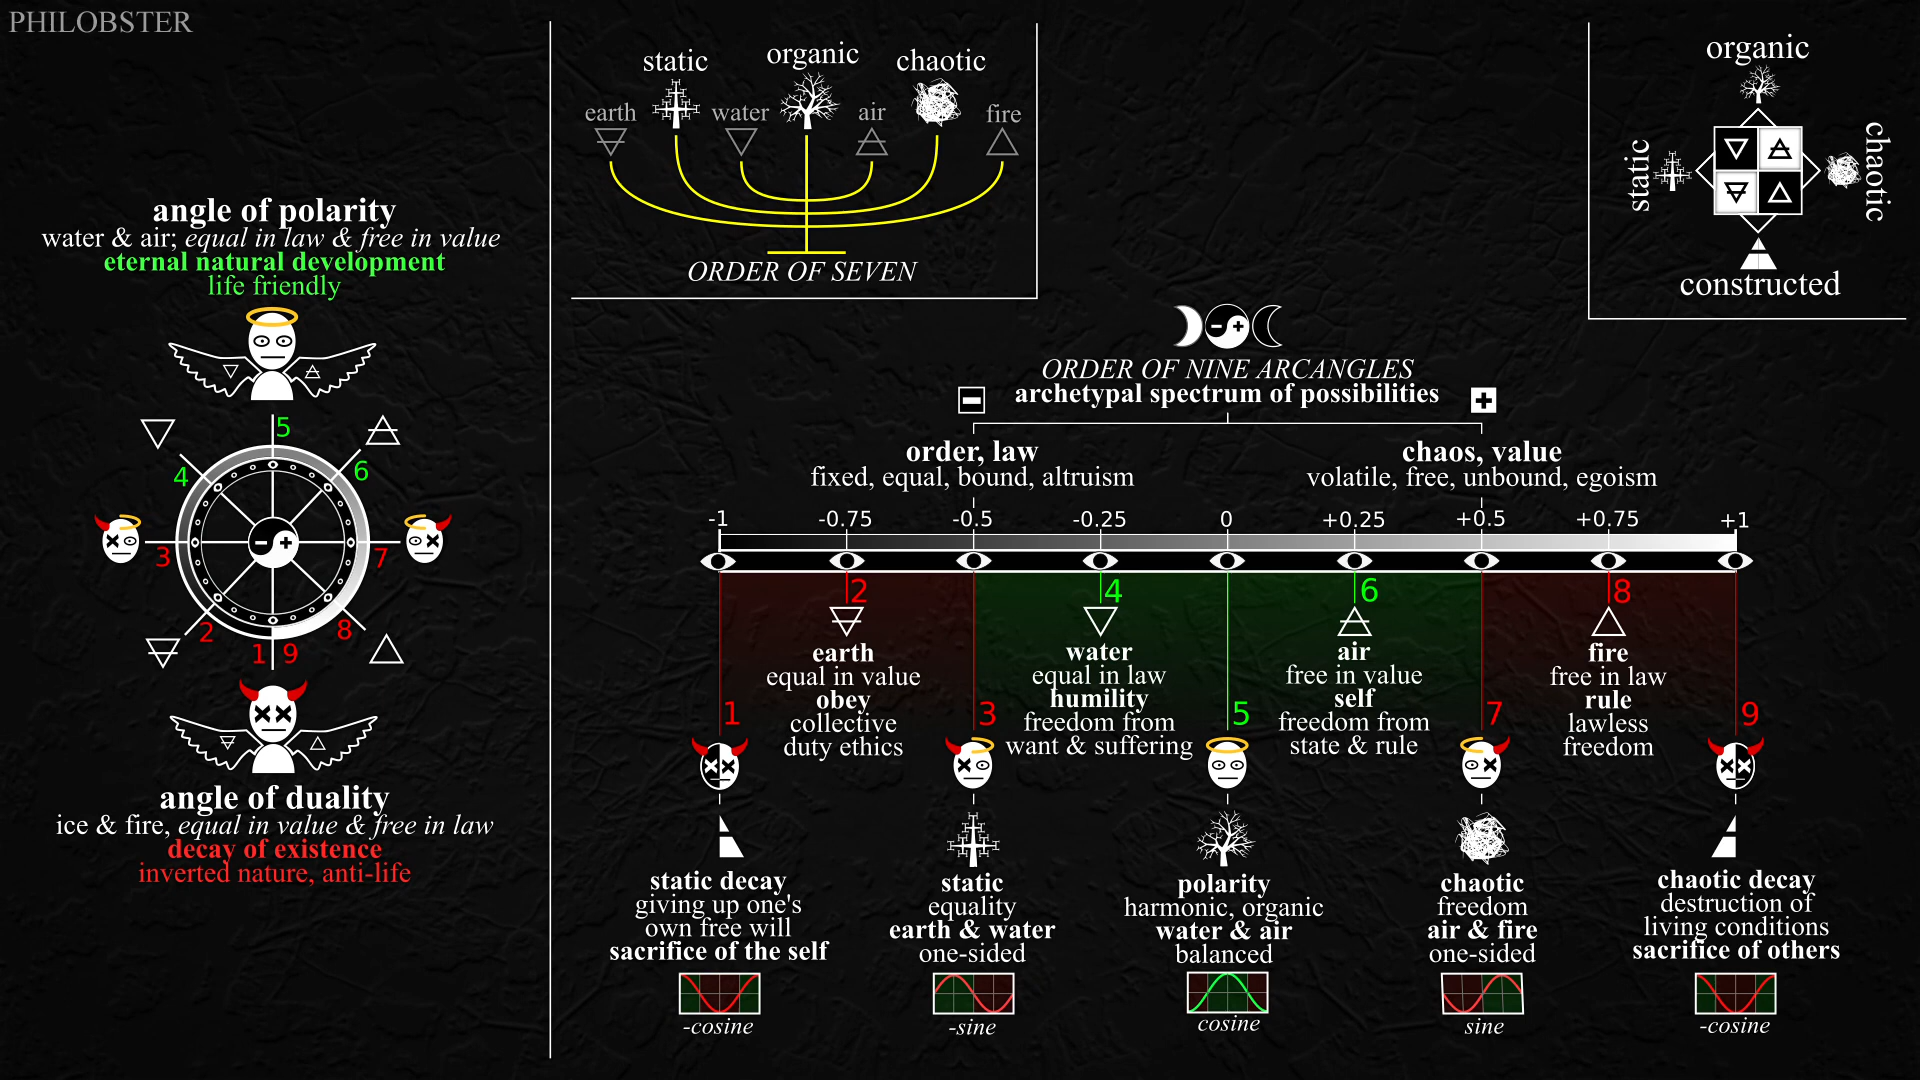 PHILOBSTER
angle of polarity
water & air; equal in law & free in value
eternal natural development
life friendly
5
4
6
3
7
2
8
1
9
angle of duality
ice & fire, equal in value & free in law
decay of existence
inverted nature, anti-life
static
organic
chaotic
earth
water
air
fire
ORDER OF SEVEN
organic
static
chaotic
constructed
ORDER OF NINE ARCANGLES
archetypal spectrum of possibilities
order, law
fixed, equal, bound, altruism
chaos, value
volatile, free, unbound, egoism
-1
-0.75
-0.5
-0.25
0
+0.25
+0.5
+0.75
+1
2
earth
equal in value
obey
collective
duty ethics
4
water
equal in law
humility
freedom from
want & suffering
6
air
free in value
self
freedom from
state & rule
8
fire
free in law
rule
lawless
freedom
1
static decay
giving up one's
own free will
sacrifice of the self
-cosine
3
static
equality
earth & water
one-sided
-sine
5
polarity
harmonic, organic
water & air
balanced
cosine
7
chaotic
freedom
air & fire
one-sided
sine
9
chaotic decay
destruction of
living conditions
sacrifice of others
-cosine